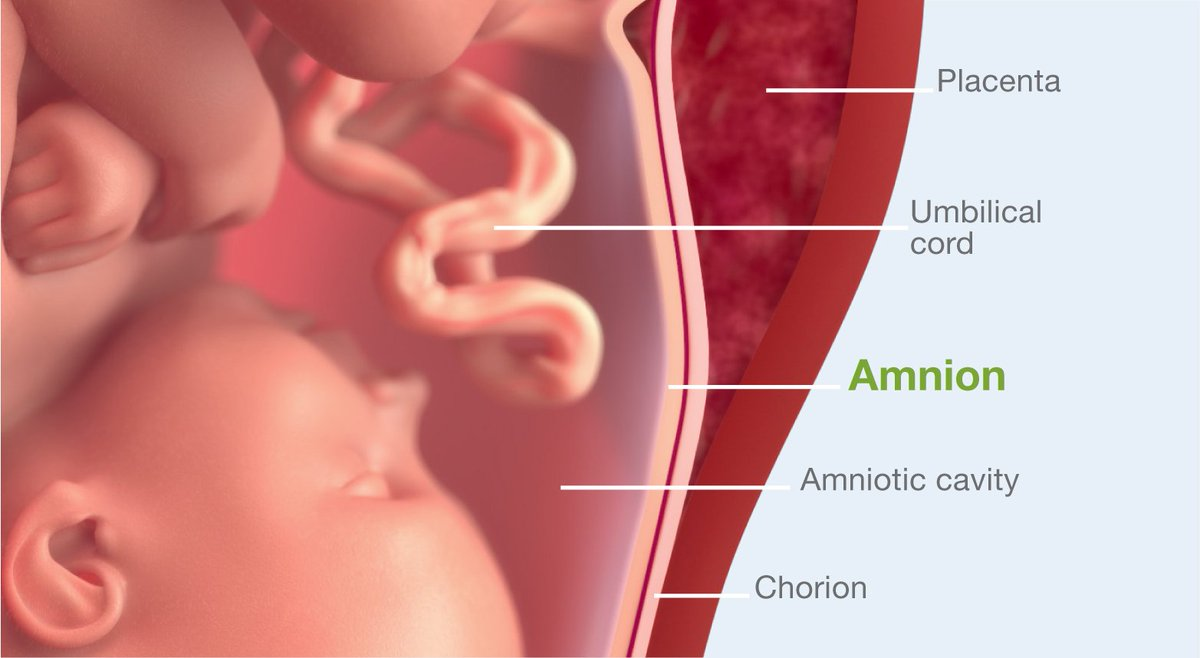 Placenta
Umbilical
cord
Amnion
Amniotic cavity
Chorion